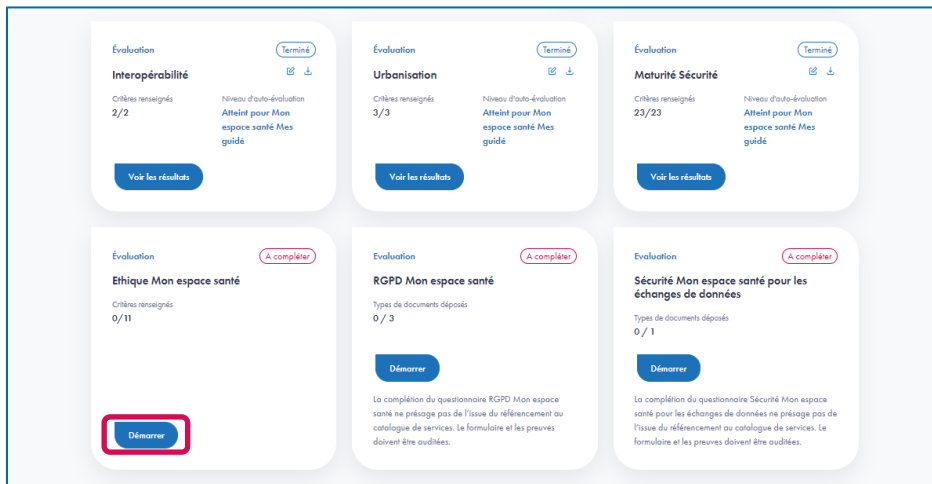 Évaluation
Terminé
Interopérabilité
Critères renseignés
Niveau d'auto-évaluation
2/2
Atteint pour Mon
espace santé Mes
guidé
Voir les résultats
Évaluation
Terminé
Urbanisation
Critères renseignés
Niveau d'auto-évaluation
3/3
Atteint pour Mon
espace santé Mes
guidé
Voir les résultats
Évaluation
Terminé
Maturité Sécurité
Critères renseignés
Niveau d'auto-évaluation
23/23
Atteint pour Mon
espace santé Mes
guidé
Voir les résultats
Évaluation
A compléter
Ethique Mon espace santé
Critères renseignés
0/11
Démarrer
Evaluation
A compléter
RGPD Mon espace santé
Types de documents déposés
0 / 3
Démarrer
La complétion du questionnaire RGPD Mon espace
santé ne présage pas de l'issue du référencement au
catalogue de services. Le formulaire et les preuves
doivent être auditées.
Evaluation
A compléter
Sécurité Mon espace santé pour les
échanges de données
Types de documents déposés
0 / 1
Démarrer
La complétion du questionnaire Sécurité Mon espace
santé pour les échanges de données ne présage pas de
l'issue du référencement au catalogue de services. Le
formulaire et les preuves doivent être auditées.